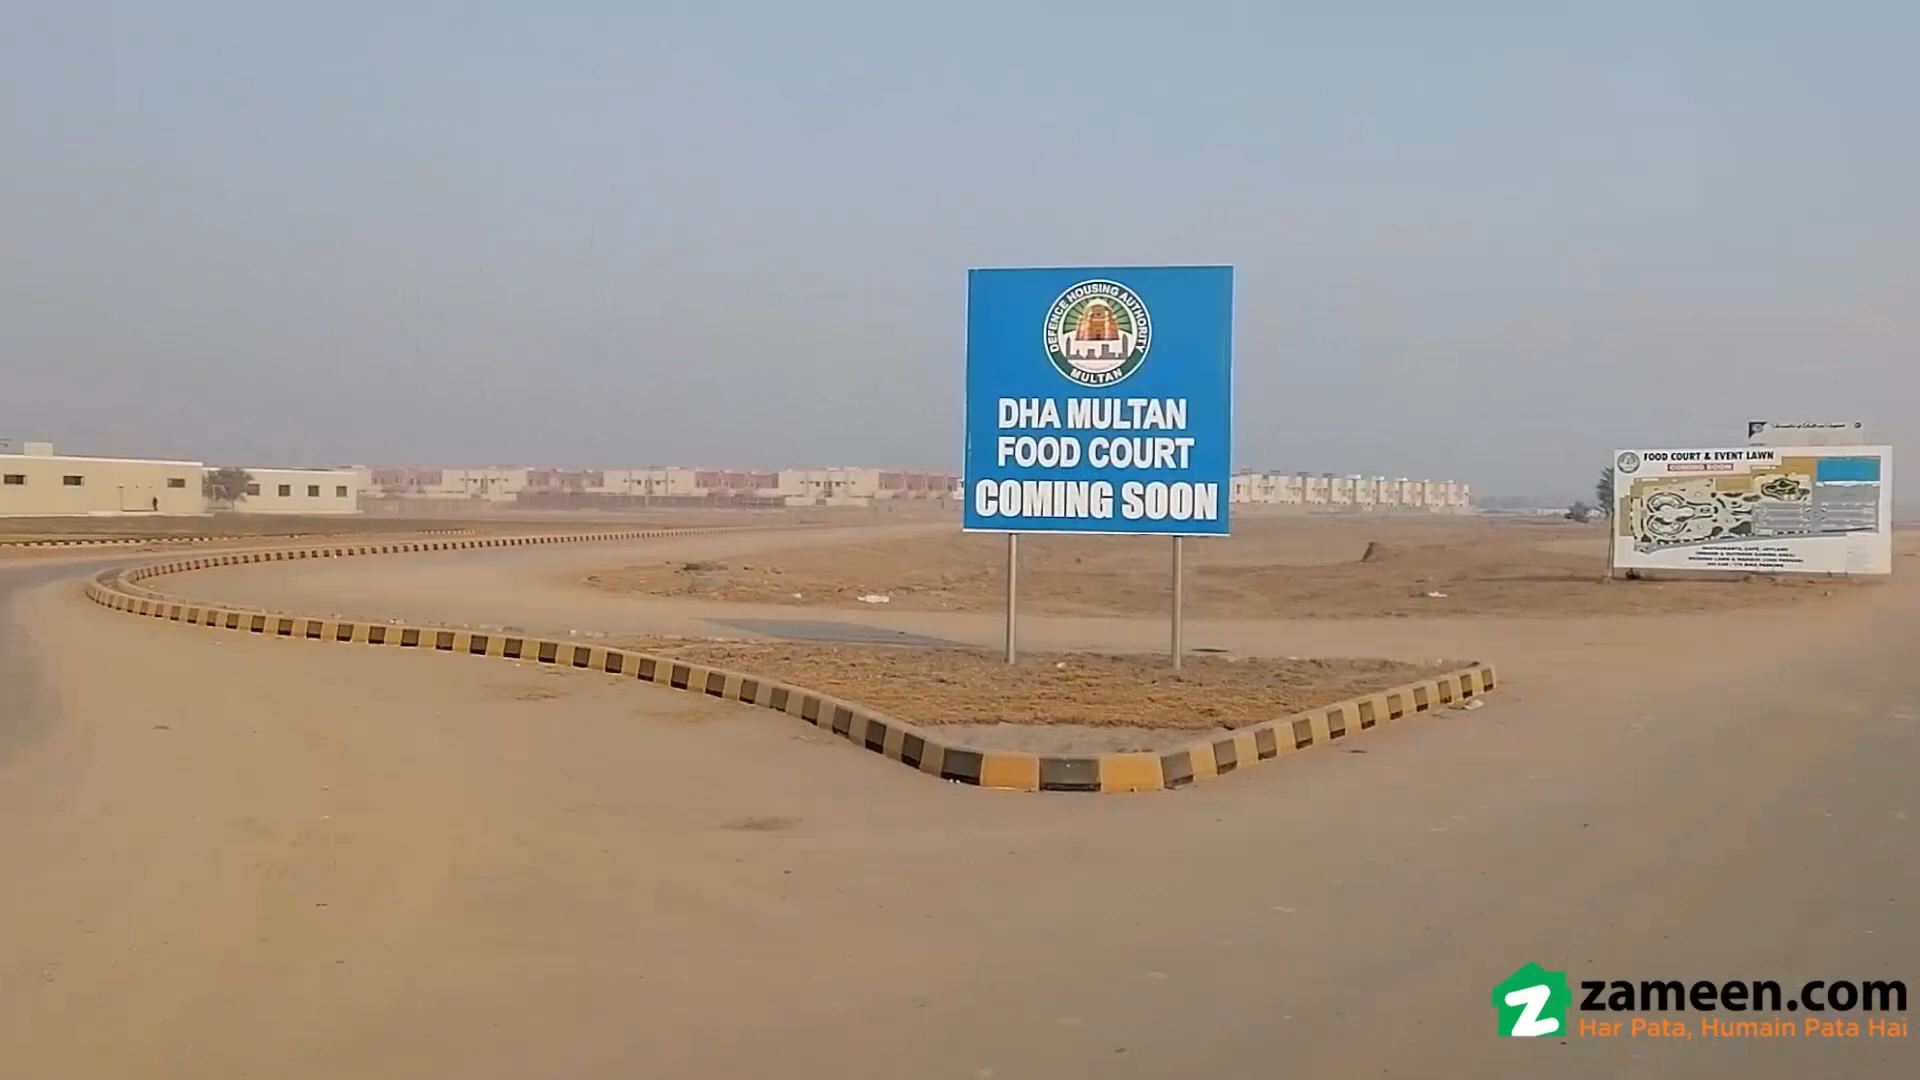 DEFENCE HOUSING AUTHORITY
MULTAN
DHA MULTAN
FOOD COURT
COMING SOON
FOOD COURT & EVENT LAWN
COMING SOON
zameen.com
Har Pata, Humain Pata Hai